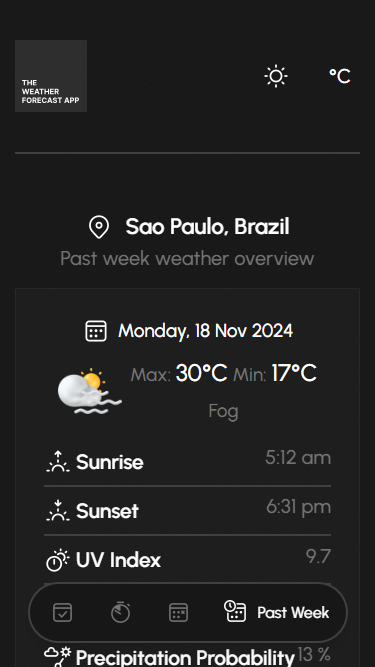 THE
WEATHER
FORECAST APP
°C
Sao Paulo, Brazil
Past week weather overview
Monday, 18 Nov 2024
Max: 30°C Min: 17°C
Fog
Sunrise 5:12 am
Sunset 6:31 pm
UV Index 9.7
Past Week
Precipitation Probability 13 %